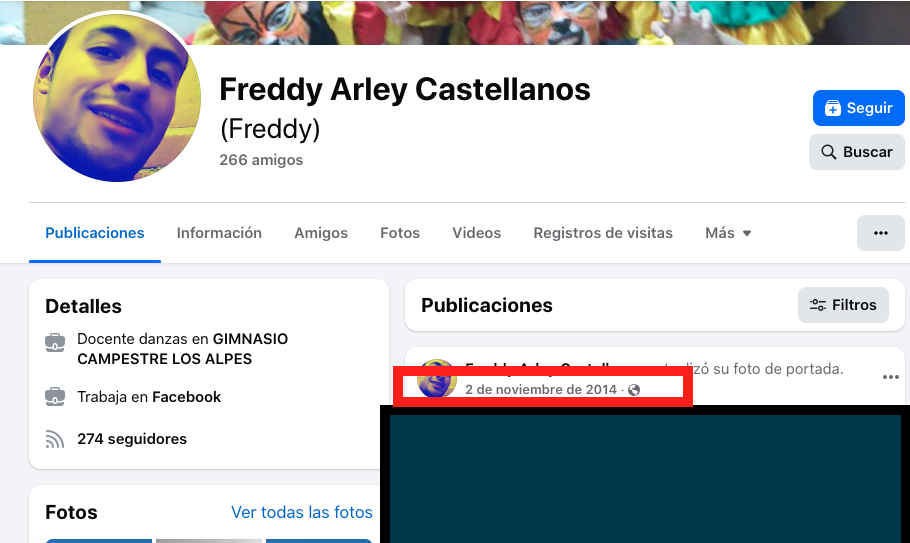 Freddy Arley Castellanos
(Freddy)
266 amigos
Seguir
Buscar
Publicaciones
Información
Amigos
Fotos
Videos
Registros de visitas
Más
Detalles
Docente danzas en GIMNASIO
CAMPESTRE LOS ALPES
Trabaja en Facebook
274 seguidores
Fotos
Ver todas las fotos
Publicaciones
Filtros
Freddy Arley su foto de portada.
2 de noviembre de 2014 ·